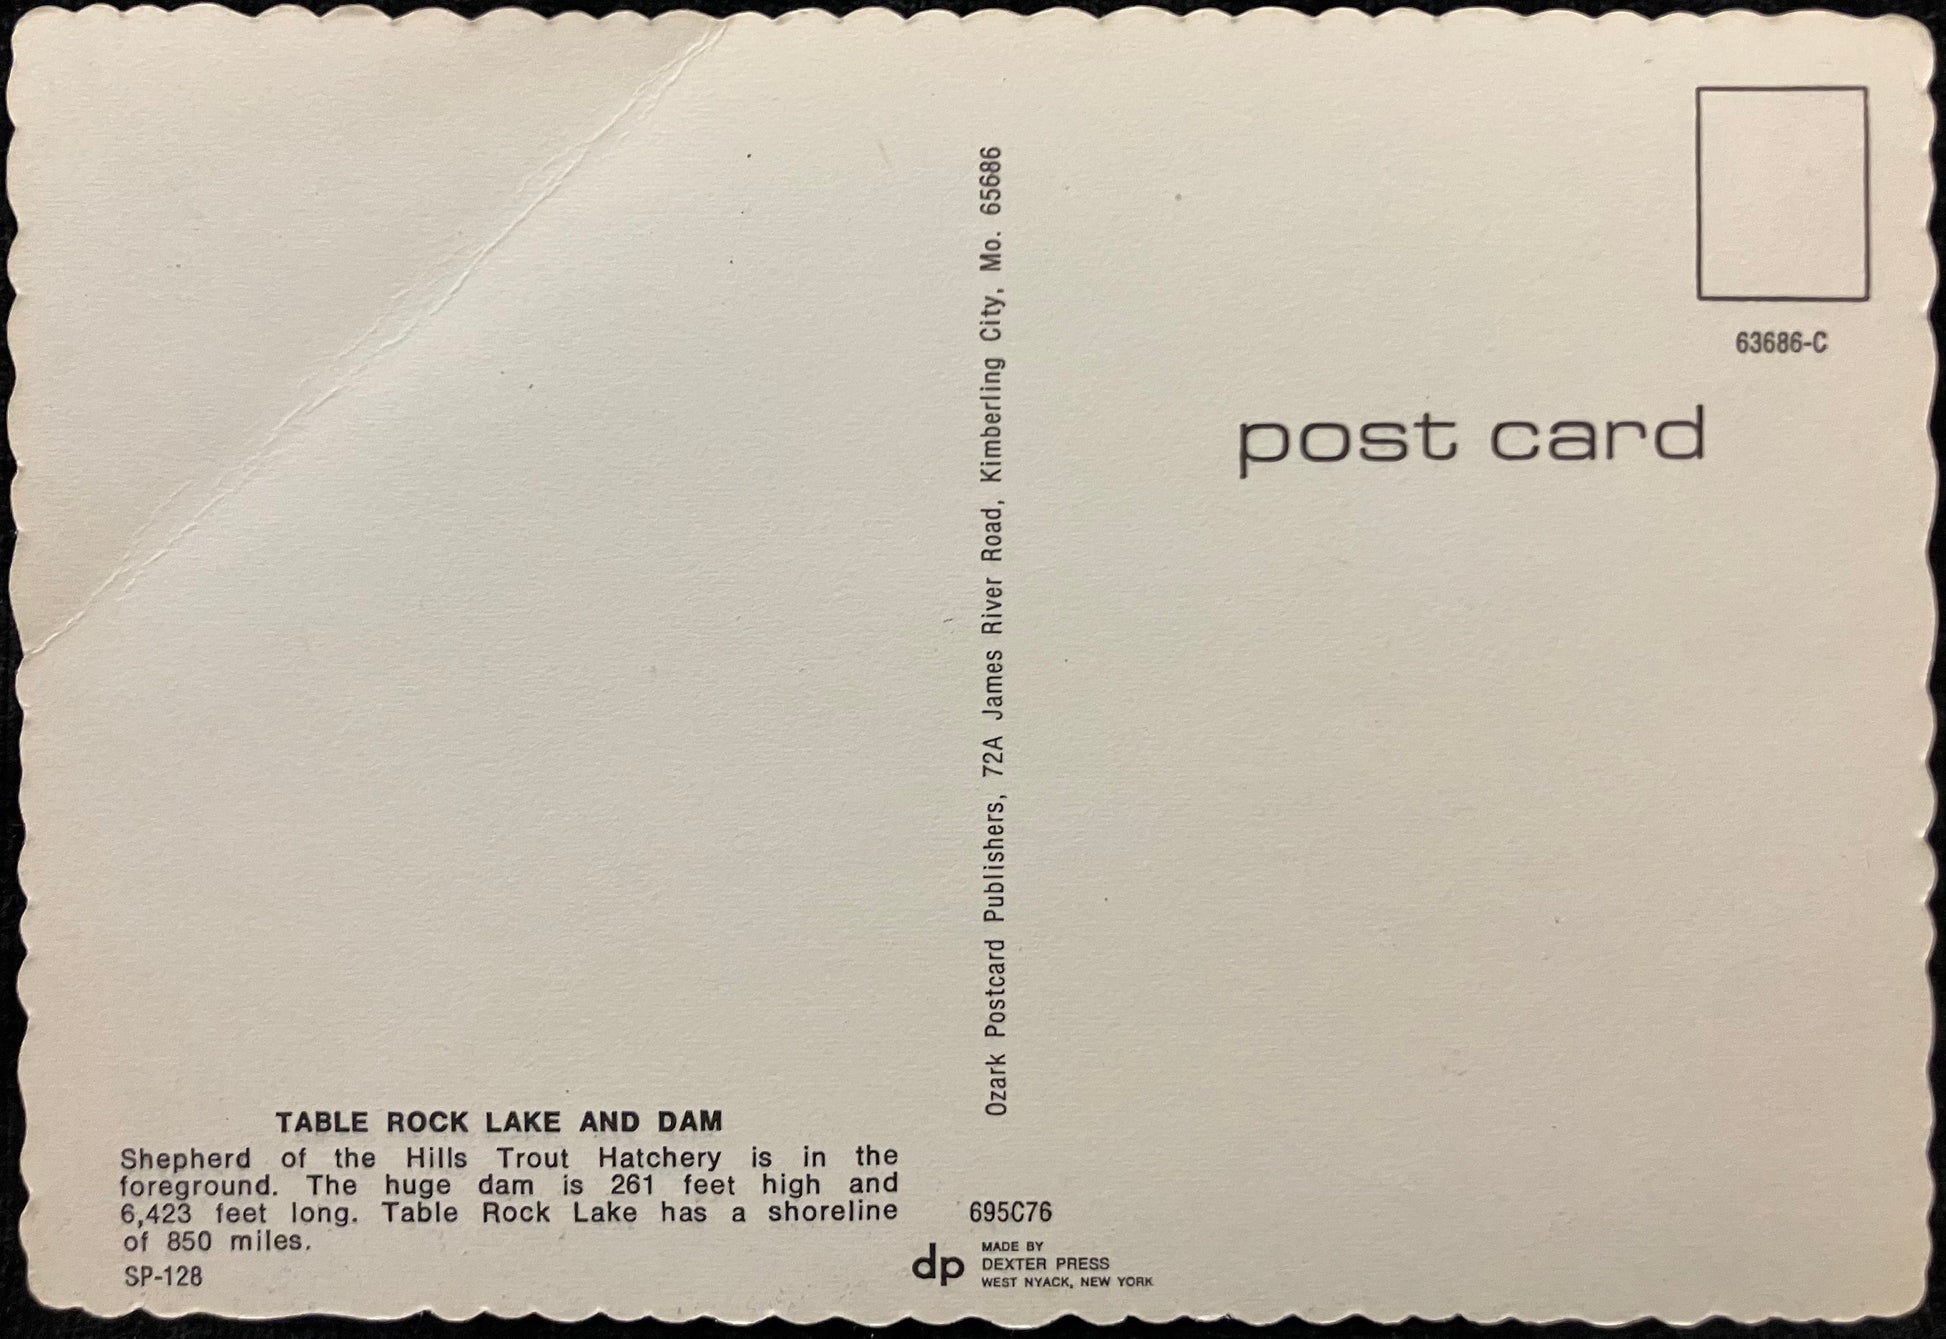 TABLE ROCK LAKE AND DAM
Shepherd of the Hills Trout Hatchery is in the
foreground. The huge dam is 261 feet high and
6,423 feet long. Table Rock Lake has a shoreline
of 850 miles.
SP-128
Ozark Postcard Publishers, 72A James River Road, Kimberling City, Mo. 65686
695C76
dp
MADE BY
DEXTER PRESS
WEST NYACK, NEW YORK
63686-C
post card